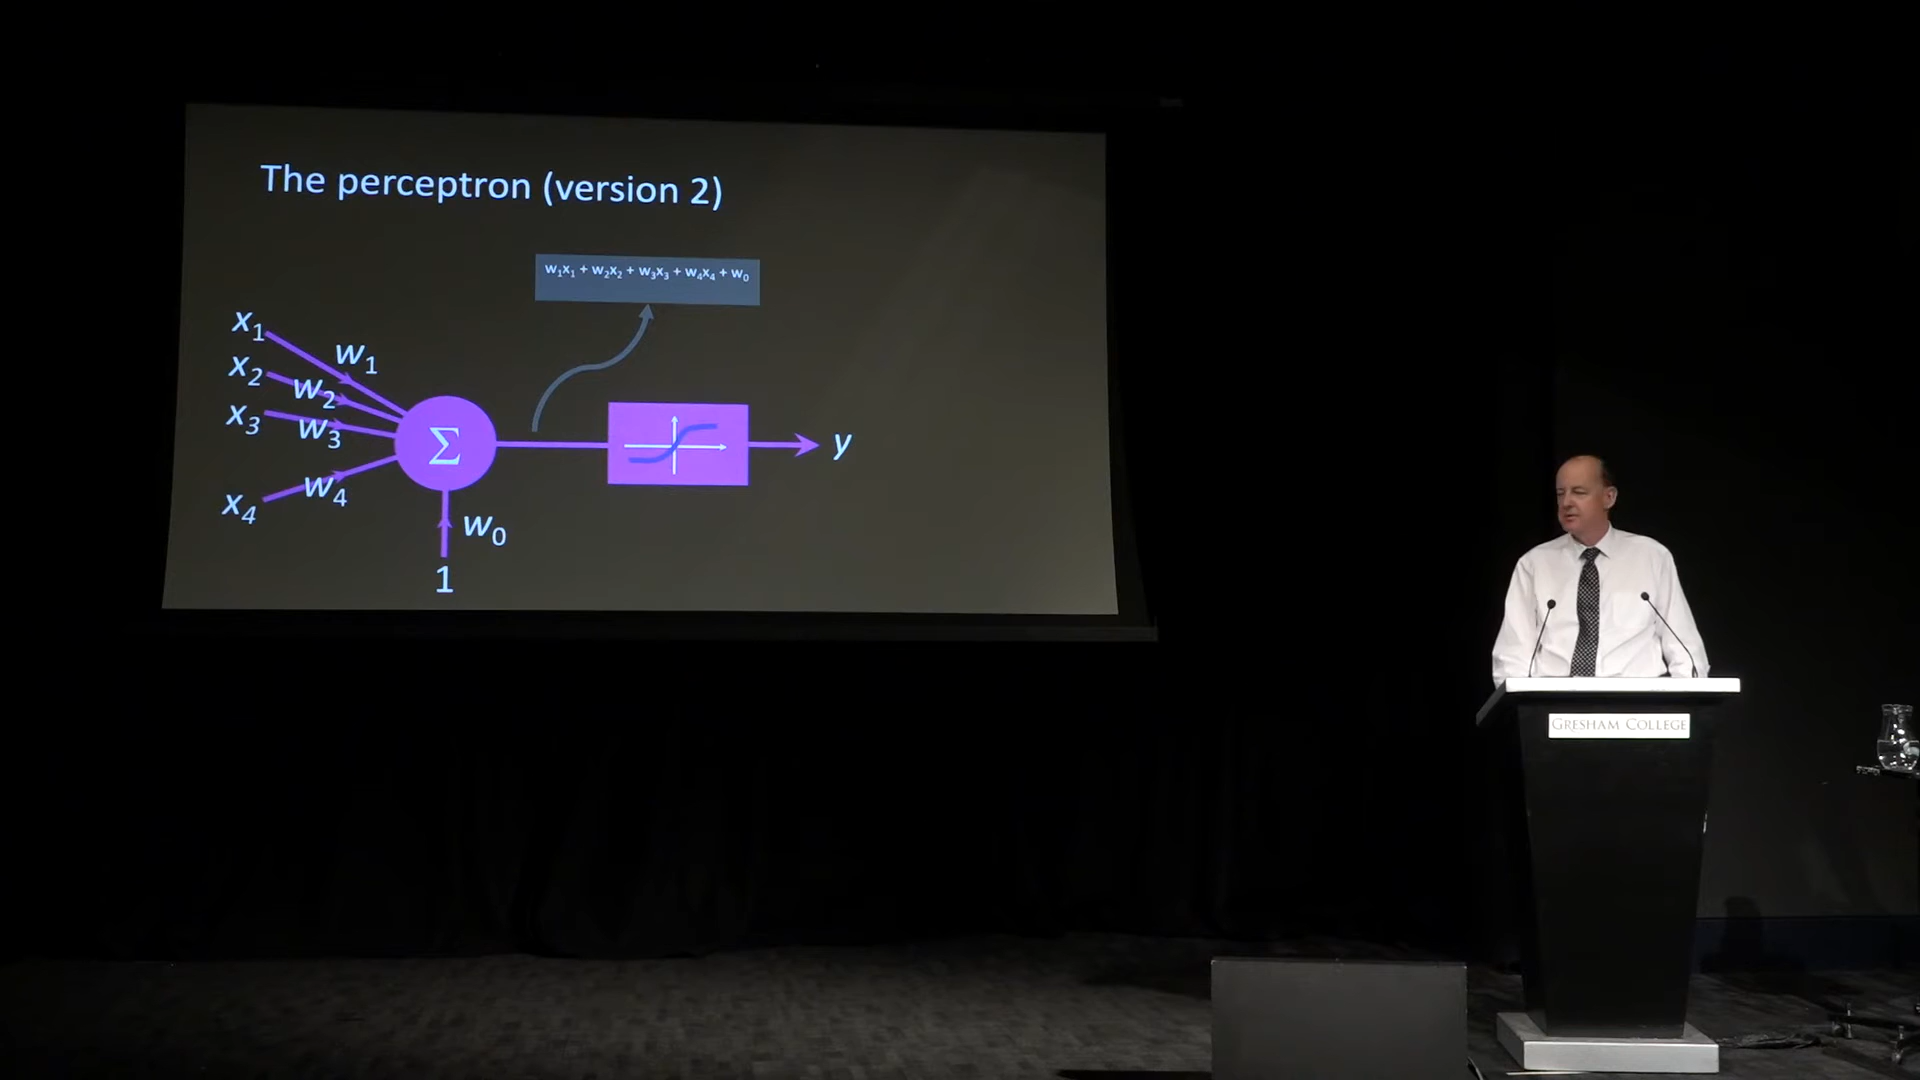 The perceptron (version 2)
w₁x₁ + w₂x₂ + w₃x₃ + w₄x₄ + w₀
x₁
w₁
x₂
w₂
x₃
w₃
Σ
y
x₄
w₄
w₀
1
GRESHAM COLLEGE